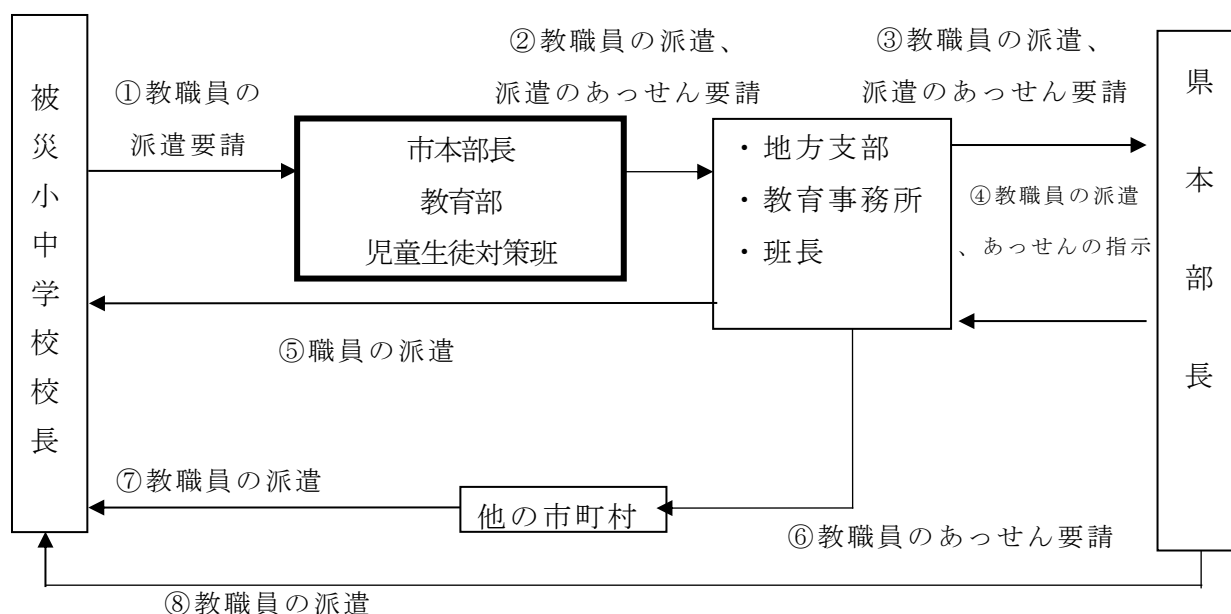 被災小中学校校長
①教職員の
派遣要請
市本部長
教育部
児童生徒対策班
②教職員の派遣、
派遣のあっせん要請
・地方支部
・教育事務所
・班長
③教職員の派遣、
派遣のあっせん要請
④教職員の派遣
、あっせんの指示
県本部長
⑤職員の派遣
⑦教職員の派遣
他の市町村
⑥教職員のあっせん要請
⑧教職員の派遣